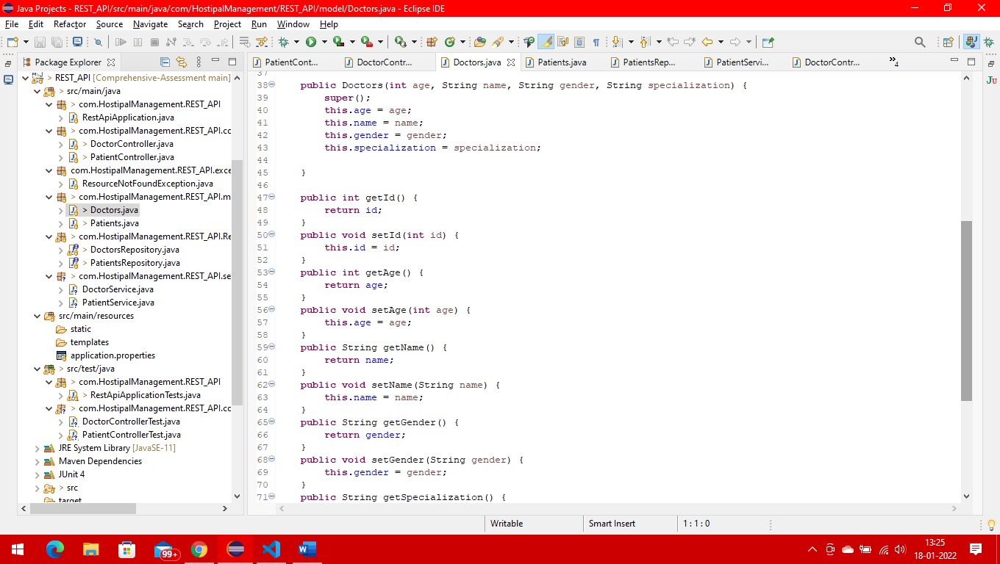 Java Projects - REST_API/src/main/java/com/HostipalManagement/REST_API/model/Doctors.java - Eclipse IDE
File Edit Refactor Source Navigate Search Project Run Window Help
Package Explorer
REST_API [Comprehensive-Assessment main]
> src/main/java
> com.HostipalManagement.REST_API
RestApiApplication.java
> com.HostipalManagement.REST_API.co
> DoctorController.java
> PatientController.java
com.HostipalManagement.REST_API.exce
ResourceNotFoundException.java
> com.HostipalManagement.REST_API.m
> Doctors.java
> Patients.java
> com.HostipalManagement.REST_API.Re
> DoctorsRepository.java
> PatientsRepository.java
> com.HostipalManagement.REST_API.se
DoctorService.java
PatientService.java
src/main/resources
static
templates
application.properties
> src/test/java
> com.HostipalManagement.REST_API
> RestApiApplicationTests.java
> com.HostipalManagement.REST_API.co
DoctorControllerTest.java
PatientControllerTest.java
JRE System Library [JavaSE-11]
Maven Dependencies
JUnit 4
> src
target
PatientCont... DoctorContr... Doctors.java Patients.java PatientsRep... PatientServi... DoctorContr... »4
37
38 public Doctors(int age, String name, String gender, String specialization) {
39 super();
40 this.age = age;
41 this.name = name;
42 this.gender = gender;
43 this.specialization = specialization;
44
45 }
46
47 public int getId() {
48 return id;
49 }
50 public void setId(int id) {
51 this.id = id;
52 }
53 public int getAge() {
54 return age;
55 }
56 public void setAge(int age) {
57 this.age = age;
58 }
59 public String getName() {
60 return name;
61 }
62 public void setName(String name) {
63 this.name = name;
64 }
65 public String getGender() {
66 return gender;
67 }
68 public void setGender(String gender) {
69 this.gender = gender;
70 }
71 public String getSpecialization() {
Writable Smart Insert 1 : 1 : 0
99+
13:25
18-01-2022